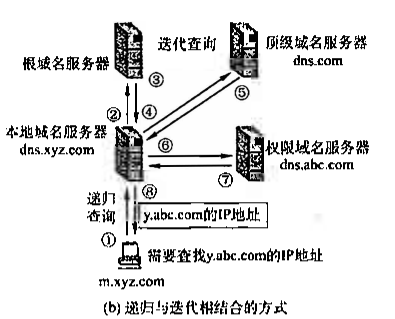 迭代查询
根域名服务器
顶级域名服务器
dns.com
③
② ④
⑤
本地域名服务器
dns.xyz.com
⑥
⑦
权限域名服务器
dns.abc.com
递归
查询
⑧
y.abc.com的IP地址
①
需要查找y.abc.com的IP地址
m.xyz.com
(b) 递归与迭代相结合的方式